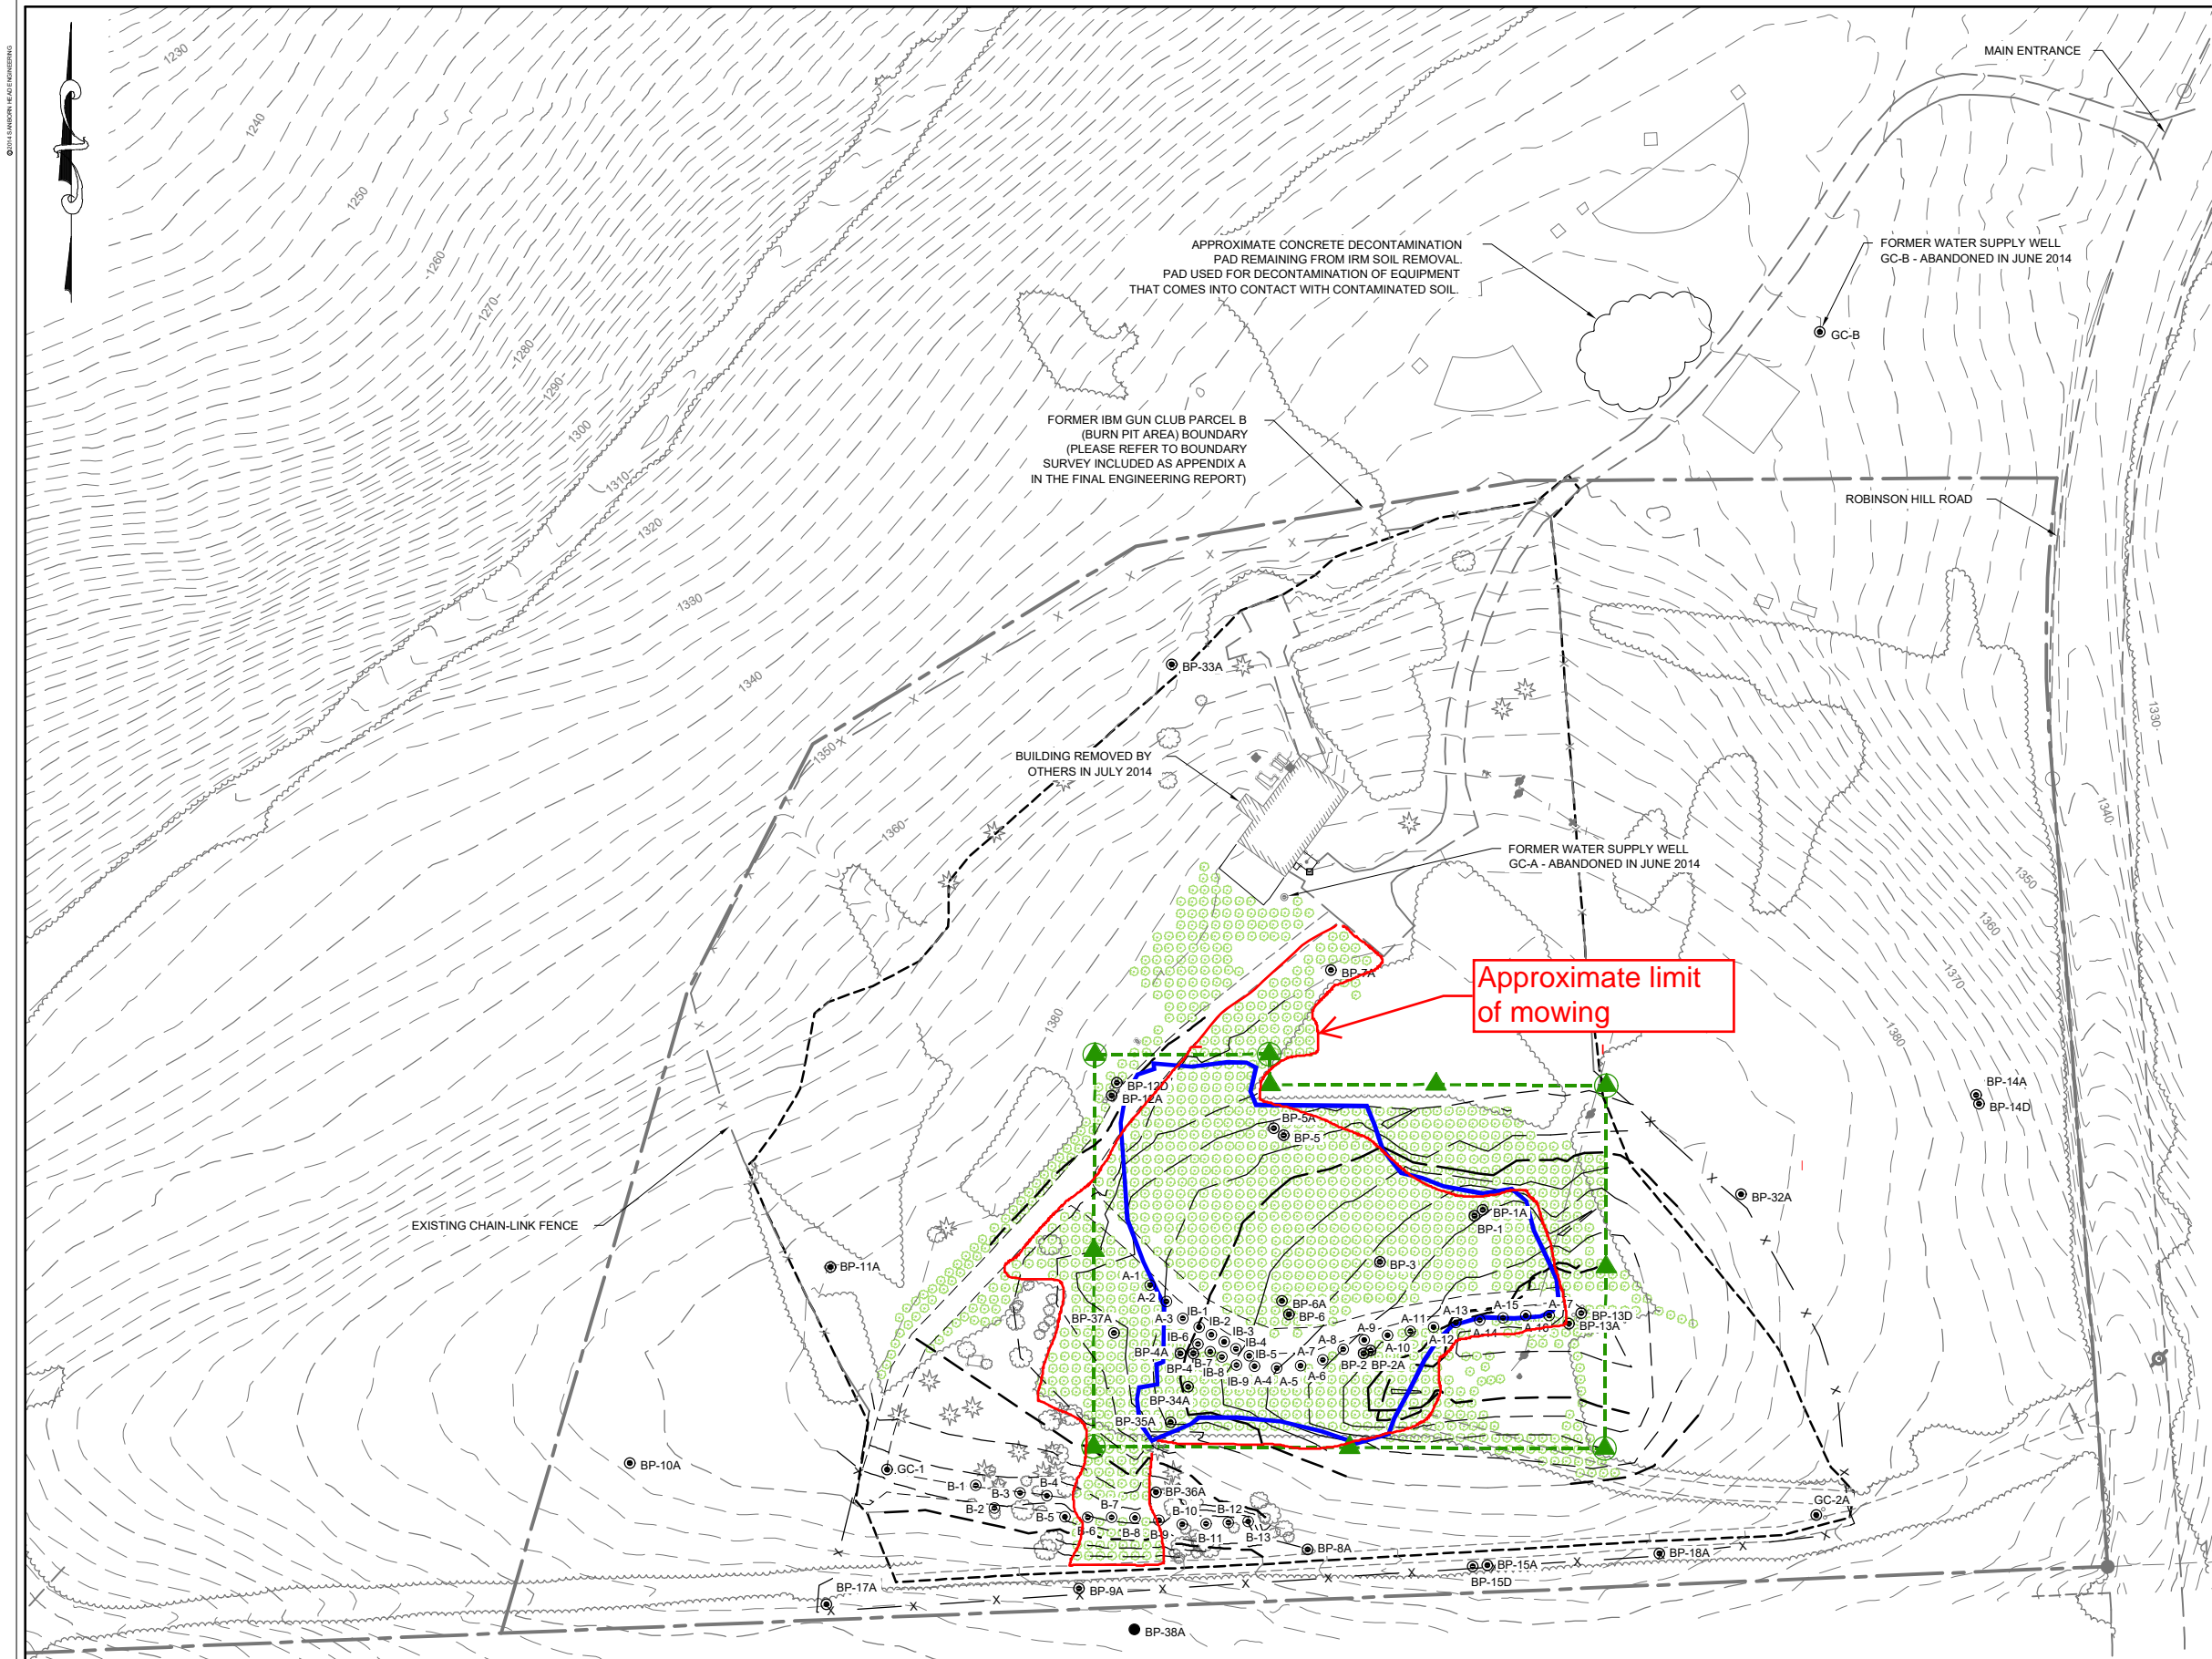 ©2014 SANBORN HEAD ENGINEERING
MAIN ENTRANCE
1230
1240
1250
1260
1270
1280
1290
1300
1310
1320
1330
1340
1350
1360
1380
APPROXIMATE CONCRETE DECONTAMINATION
PAD REMAINING FROM IRM SOIL REMOVAL.
PAD USED FOR DECONTAMINATION OF EQUIPMENT
THAT COMES INTO CONTACT WITH CONTAMINATED SOIL.
FORMER WATER SUPPLY WELL
GC-B - ABANDONED IN JUNE 2014
GC-B
FORMER IBM GUN CLUB PARCEL B
(BURN PIT AREA) BOUNDARY
(PLEASE REFER TO BOUNDARY
SURVEY INCLUDED AS APPENDIX A
IN THE FINAL ENGINEERING REPORT)
ROBINSON HILL ROAD
BP-33A
1330
1340
1350
1360
1370
1380
BUILDING REMOVED BY
OTHERS IN JULY 2014
FORMER WATER SUPPLY WELL
GC-A - ABANDONED IN JUNE 2014
BP-7A
Approximate limit
of mowing
BP-12D
BP-12A
BP-14A
BP-14D
BP-5A
BP-5
BP-32A
BP-1A
BP-1
EXISTING CHAIN-LINK FENCE
BP-11A
BP-3
A-1
A-2
A-3
IB-1
IB-2
IB-3
IB-4
IB-5
IB-6
B-7
IB-8
IB-9
BP-6A
BP-6
BP-37A
BP-4A
BP-4
A-4
A-5
A-6
A-7
A-8
A-9
A-10
A-11
A-12
A-13
A-14
A-15
A-16
A-17
BP-13D
BP-13A
BP-2
BP-2A
BP-34A
BP-35A
BP-10A
GC-1
B-1
B-2
B-3
B-4
B-5
B-6
B-7
B-8
B-9
B-10
B-11
B-12
B-13
BP-36A
GC-2A
BP-8A
BP-15A
BP-15D
BP-18A
BP-17A
BP-9A
BP-38A